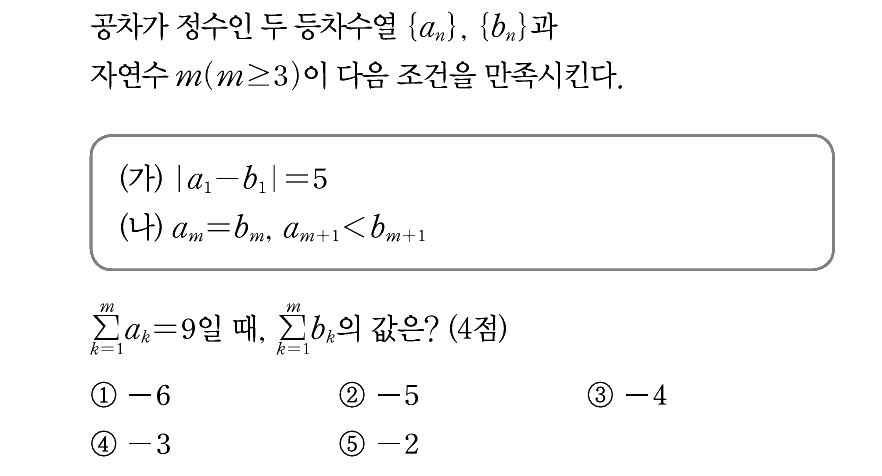 공차가 정수인 두 등차수열 {aₙ}, {bₙ}과
자연수 m(m≥3)이 다음 조건을 만족시킨다.
(가) |a₁−b₁|=5
(나) aₘ=bₘ, aₘ₊₁<bₘ₊₁
∑ₖ₌₁ᵐ aₖ=9일 때, ∑ₖ₌₁ᵐ bₖ의 값은? (4점)
① −6 ② −5 ③ −4
④ −3 ⑤ −2